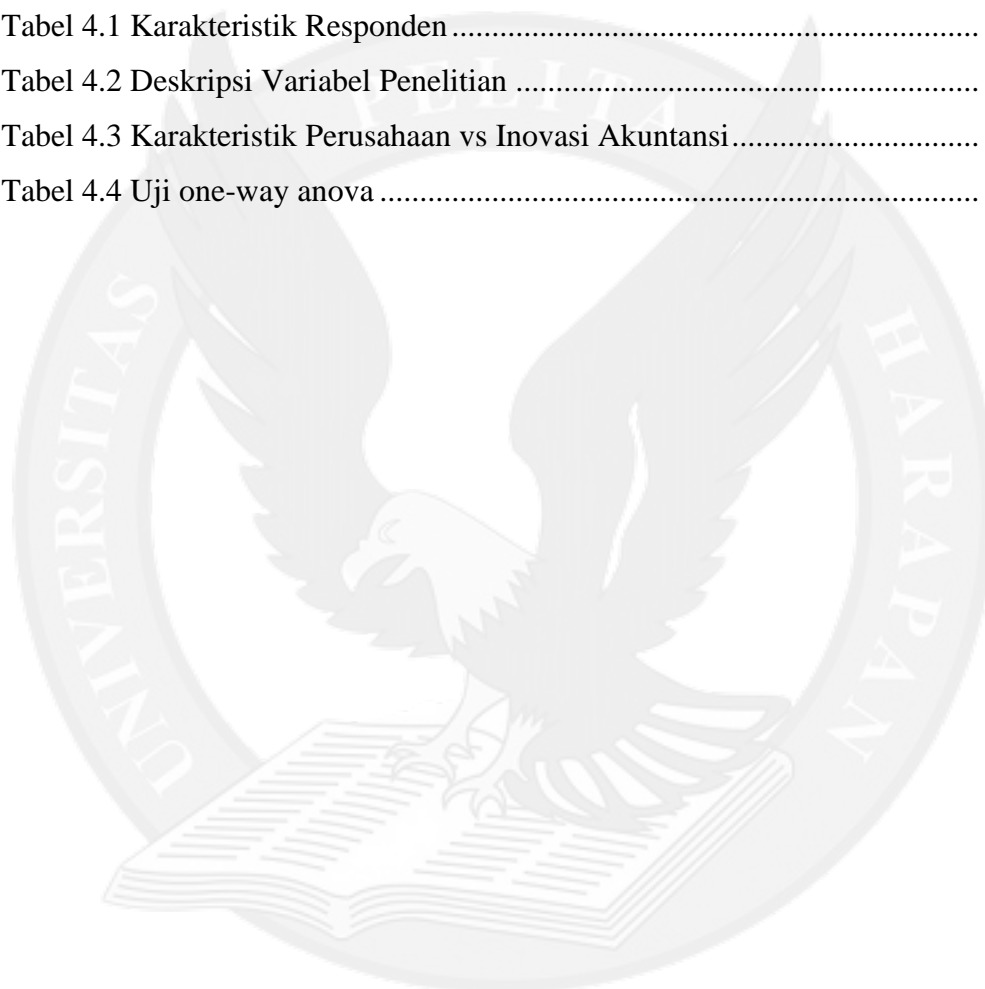 Tabel 4.1 Karakteristik Responden..................................................................
Tabel 4.2 Deskripsi Variabel Penelitian ..........................................................
Tabel 4.3 Karakteristik Perusahaan vs Inovasi Akuntansi...............................
Tabel 4.4 Uji one-way anova ...........................................................................
UNIVERSITAS PELITA HARAPAN